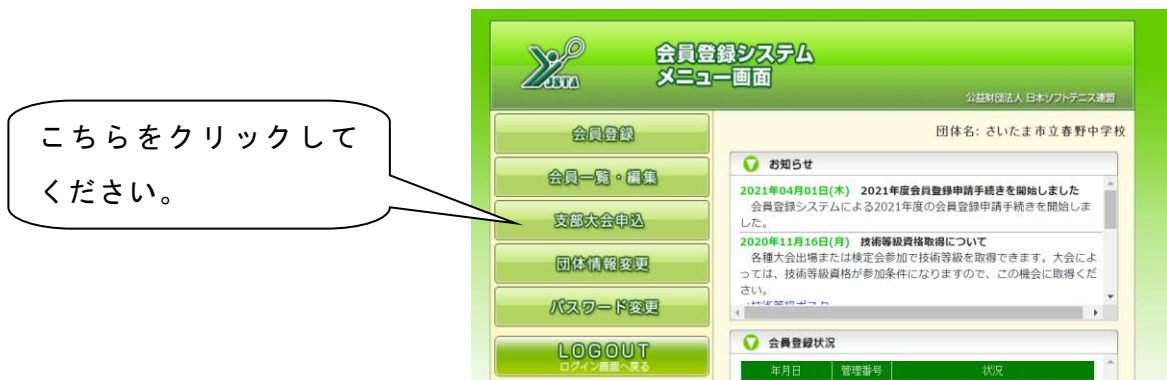 こちらをクリックして
ください。
JSTA
会員登録システム
メニュー画面
公益財団法人 日本ソフトテニス連盟
会員登録
会員一覧・編集
支部大会申込
団体情報変更
パスワード変更
LOGOUT
ログイン画面へ戻る
団体名: さいたま市立春野中学校
お知らせ
2021年04月01日(木) 2021年度会員登録申請手続きを開始しました
会員登録システムによる2021年度の会員登録申請手続きを開始しま
した。
2020年11月16日(月) 技術等級資格取得について
各種大会出場または検定会参加で技術等級を取得できます。大会によ
っては、技術等級資格が参加条件になりますので、この機会に取得くだ
さい。
会員登録状況
年月日 管理番号 状況